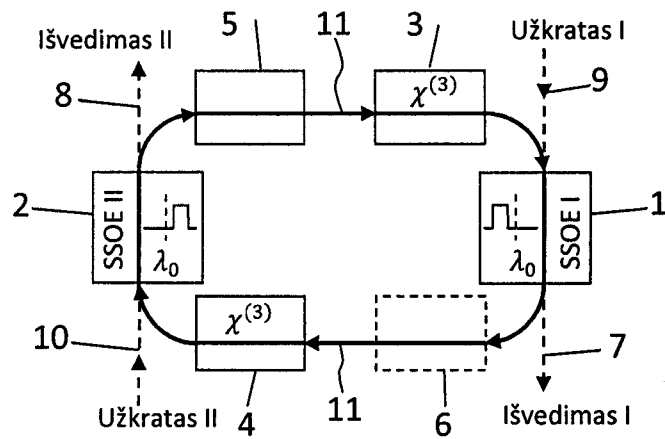 Išvedimas II
5
11
3
Užkratas I
8
χ(3)
9
2
SSOE II
λ0
λ0
SSOE I
1
10
χ(3)
7
Užkratas II
4
11
6
Išvedimas I